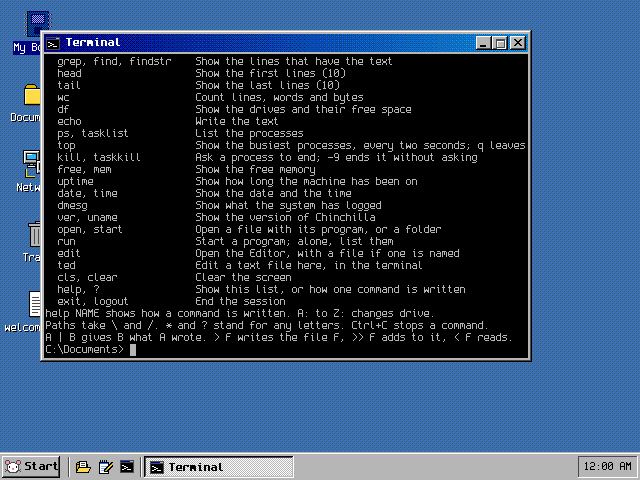 My Bo
Terminal
grep, find, findstr    Show the lines that have the text
head    Show the first lines (10)
tail    Show the last lines (10)
wc    Count lines, words and bytes
Docum
df    Show the drives and their free space
echo    Write the text
ps, tasklist    List the processes
top    Show the busiest processes, every two seconds; q leaves
kill, taskkill    Ask a process to end; -9 ends it without asking
free, mem    Show the free memory
Netw
uptime    Show how long the machine has been on
date, time    Show the date and the time
dmesg    Show what the system has logged
ver, uname    Show the version of Chinchilla
open, start    Open a file with its program, or a folder
run    Start a program; alone, list them
Tra
edit    Open the Editor, with a file if one is named
ted    Edit a text file here, in the terminal
cls, clear    Clear the screen
help, ?    Show this list, or how one command is written
exit, logout    End the session
help NAME shows how a command is written. A: to Z: changes drive.
welcom
Paths take \ and /. * and ? stand for any letters. Ctrl+C stops a command.
A | B gives B what A wrote. > F writes the file F, >> F adds to it, < F reads.
C:\Documents>
Start
Terminal
12:00 AM